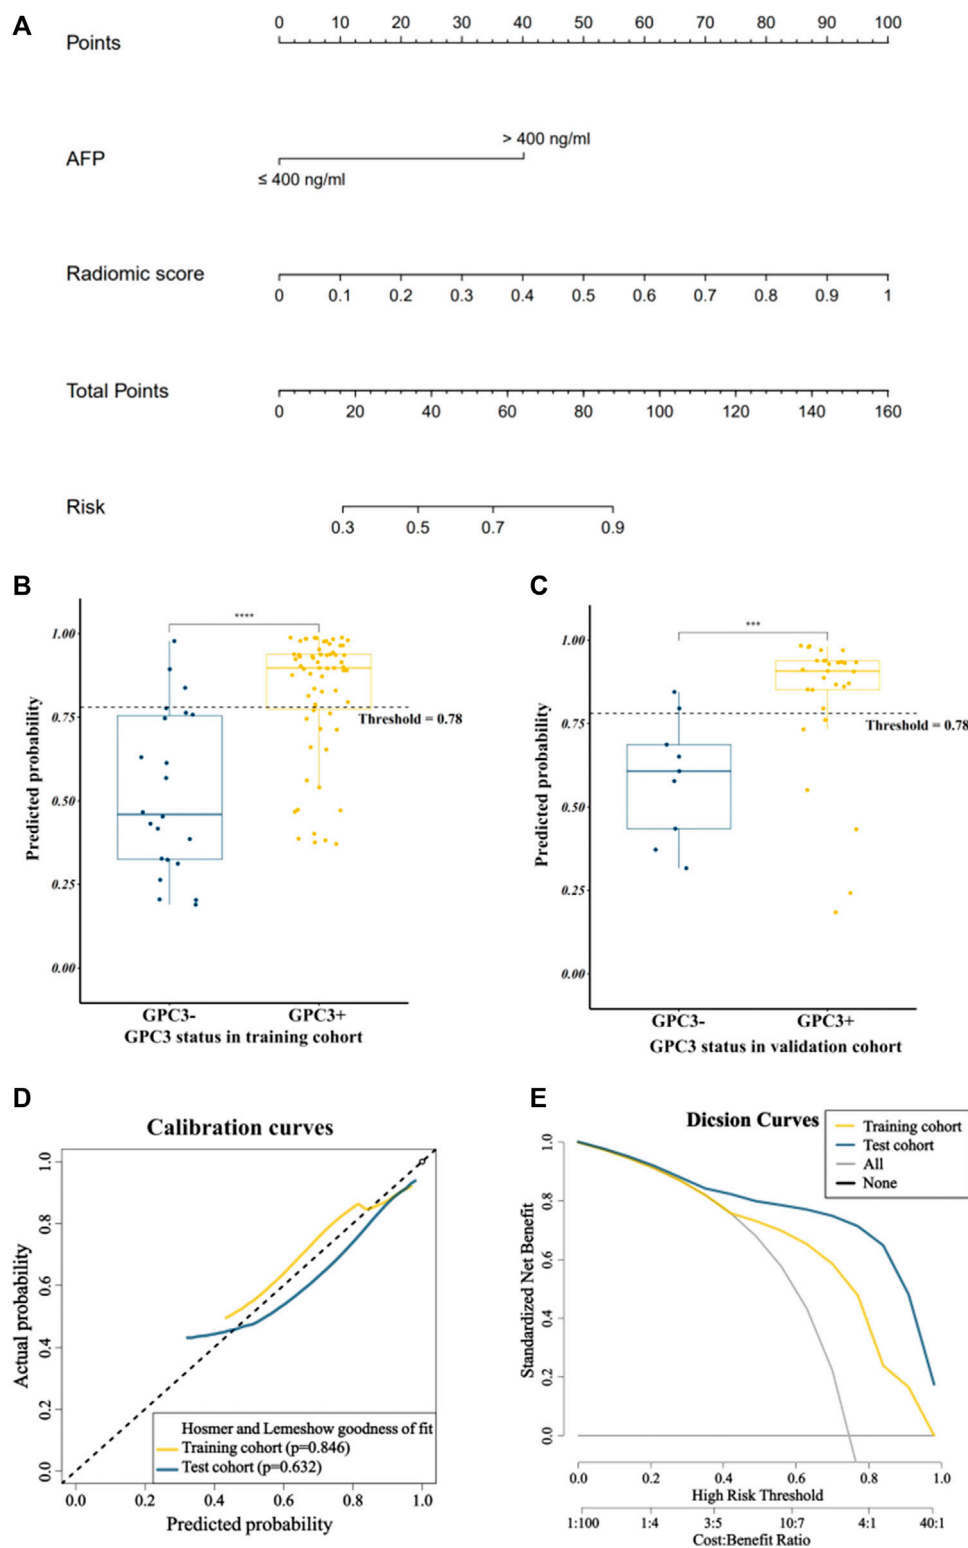 A
Points
0 10 20 30 40 50 60 70 80 90 100
AFP
> 400 ng/ml
≤ 400 ng/ml
Radiomic score
0 0.1 0.2 0.3 0.4 0.5 0.6 0.7 0.8 0.9 1
Total Points
0 20 40 60 80 100 120 140 160
Risk
0.3 0.5 0.7 0.9
B
Predicted probability
1.00
0.75
0.50
0.25
0.00
****
Threshold = 0.78
GPC3- GPC3+
GPC3 status in training cohort
C
Predicted probability
1.00
0.75
0.50
0.25
0.00
***
Threshold = 0.78
GPC3- GPC3+
GPC3 status in validation cohort
D
Calibration curves
Actual probability
1.0
0.8
0.6
0.4
0.2
0.0
Hosmer and Lemeshow goodness of fit
Training cohort (p=0.846)
Test cohort (p=0.632)
0.0 0.2 0.4 0.6 0.8 1.0
Predicted probability
E
Dicsion Curves
Training cohort
Test cohort
All
None
Standardized Net Benefit
1.
0.8
0.6
0.4
0.2
0.0
0.0 0.2 0.4 0.6 0.8 1.0
High Risk Threshold
1:100 1:4 3:5 10:7 4:1 40:1
Cost:Benefit Ratio